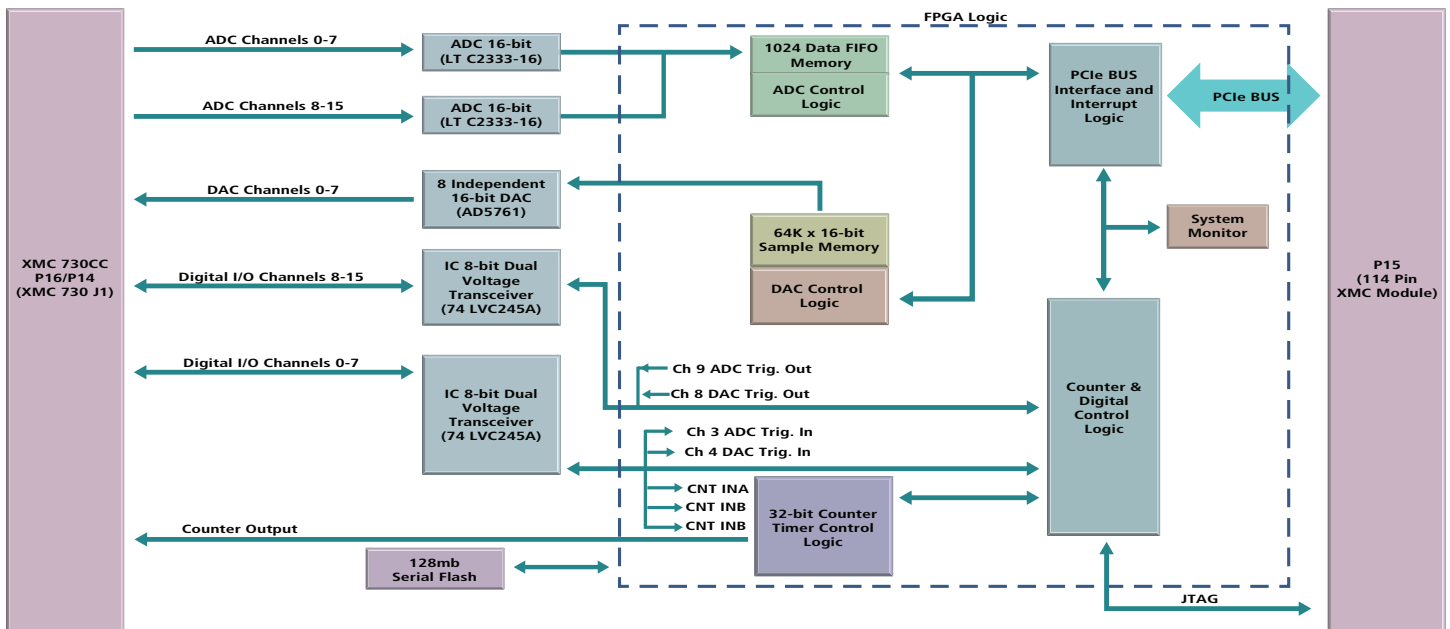 FPGA Logic
ADC Channels 0-7
ADC 16-bit
(LT C2333-16)
1024 Data FIFO
Memory
ADC Control
Logic
PCIe BUS
Interface and
Interrupt
Logic
PCIe BUS
ADC Channels 8-15
ADC 16-bit
(LT C2333-16)
DAC Channels 0-7
8 Independent
16-bit DAC
(AD5761)
64K x 16-bit
Sample Memory
DAC Control
Logic
System
Monitor
XMC 730CC
P16/P14
(XMC 730 J1)
Digital I/O Channels 8-15
IC 8-bit Dual
Voltage
Transceiver
(74 LVC245A)
P15
(114 Pin
XMC Module)
Digital I/O Channels 0-7
IC 8-bit Dual
Voltage
Transceiver
(74 LVC245A)
Ch 9 ADC Trig. Out
Ch 8 DAC Trig. Out
Counter &
Digital
Control
Logic
Ch 3 ADC Trig. In
Ch 4 DAC Trig. In
CNT INA
CNT INB
CNT INB
32-bit Counter
Timer Control
Logic
Counter Output
128mb
Serial Flash
JTAG